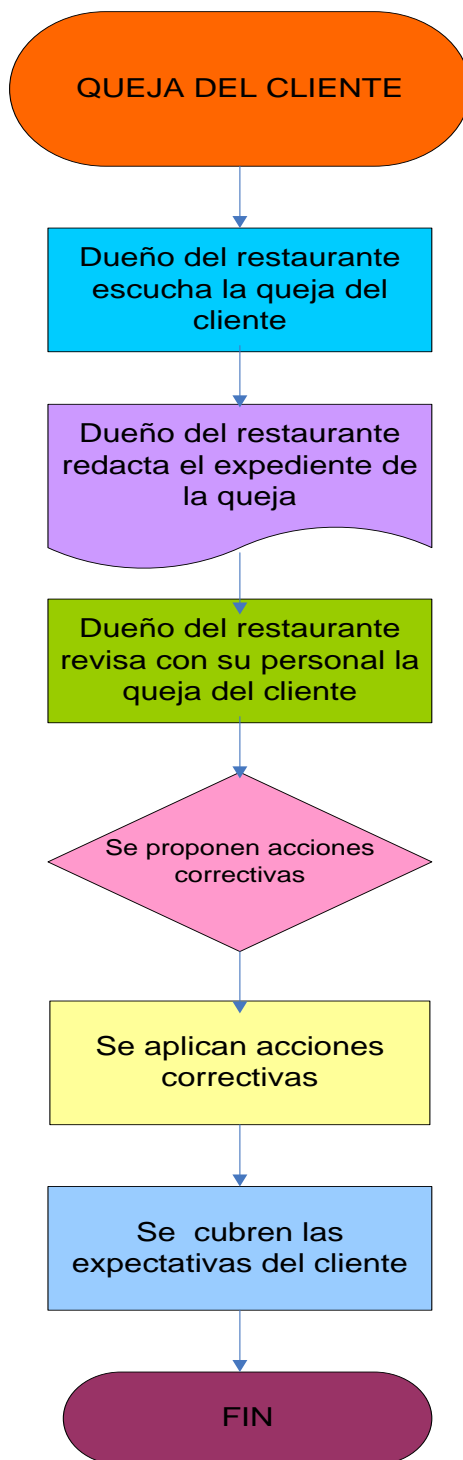 QUEJA DEL CLIENTE
Dueño del restaurante
escucha la queja del
cliente
Dueño del restaurante
redacta el expediente de
la queja
Dueño del restaurante
revisa con su personal la
queja del cliente
Se proponen acciones
correctivas
Se aplican acciones
correctivas
Se cubren las
expectativas del cliente
FIN